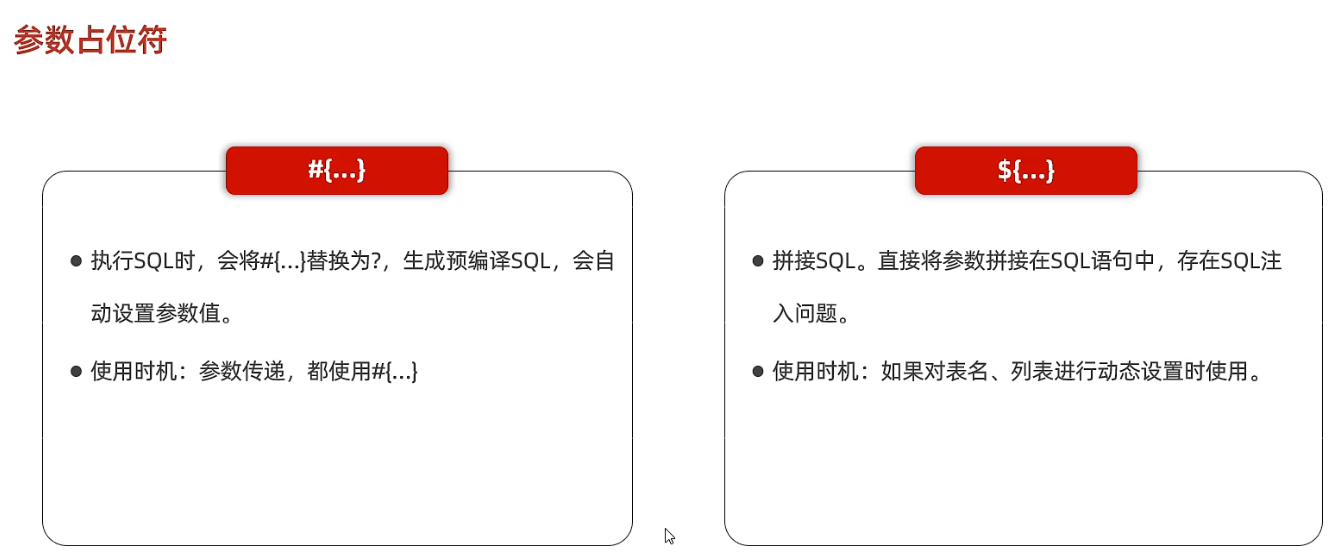 参数占位符
#{...}
执行SQL时，会将#{...}替换为?，生成预编译SQL，会自
动设置参数值。
使用时机：参数传递，都使用#{...}
${...}
拼接SQL。直接将参数拼接在SQL语句中，存在SQL注
入问题。
使用时机：如果对表名、列表进行动态设置时使用。